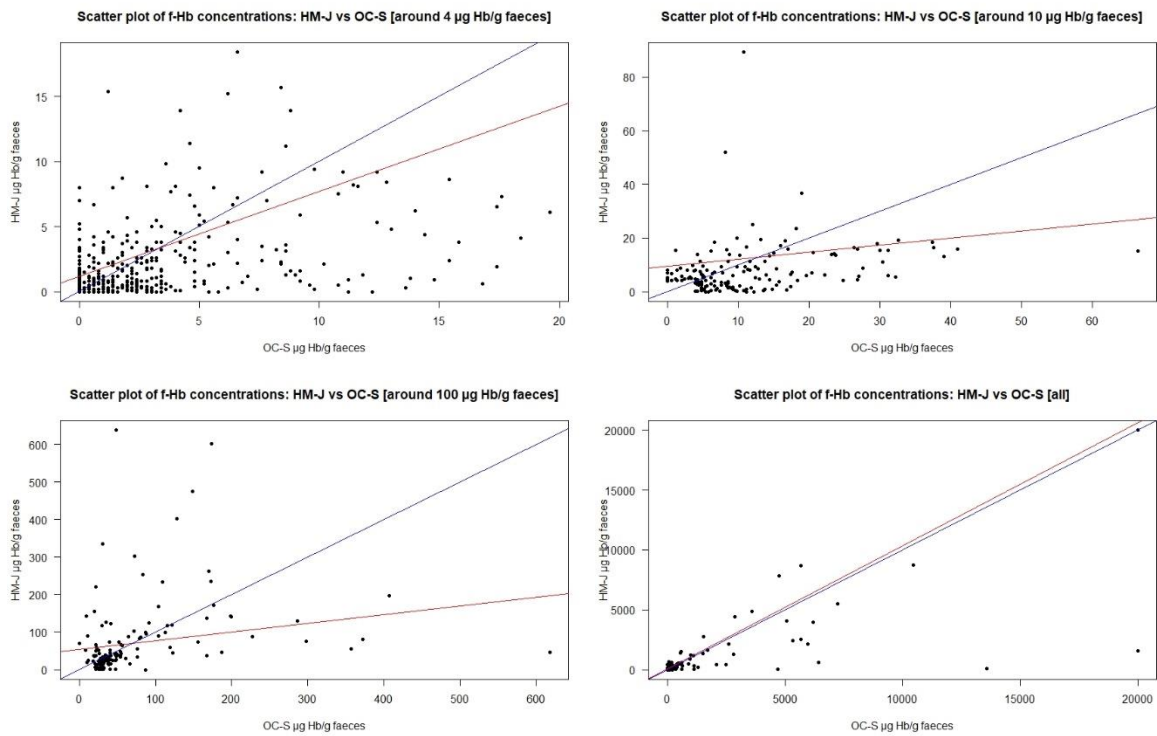 Scatter plot of f-Hb concentrations: HM-J vs OC-S [around 4 µg Hb/g faeces]
HM-J µg Hb/g faeces
15
10
5
0
0 5 10 15 20
OC-S µg Hb/g faeces
Scatter plot of f-Hb concentrations: HM-J vs OC-S [around 10 µg Hb/g faeces]
HM-J µg Hb/g faeces
80
60
40
20
0
0 10 20 30 40 50 60
OC-S µg Hb/g faeces
Scatter plot of f-Hb concentrations: HM-J vs OC-S [around 100 µg Hb/g faeces]
HM-J µg Hb/g faeces
600
500
400
300
200
100
0
0 100 200 300 400 500 600
OC-S µg Hb/g faeces
Scatter plot of f-Hb concentrations: HM-J vs OC-S [all]
HM-J µg Hb/g faeces
20000
15000
10000
5000
0
0 5000 10000 15000 20000
OC-S µg Hb/g faeces